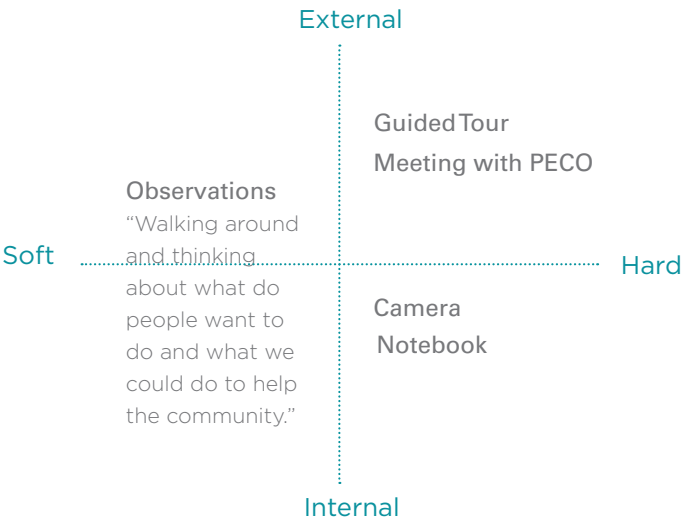 External
Guided Tour
Meeting with PECO
Observations
“Walking around
and thinking
about what do
people want to
do and what we
could do to help
the community.”
Soft
Hard
Camera
Notebook
Internal